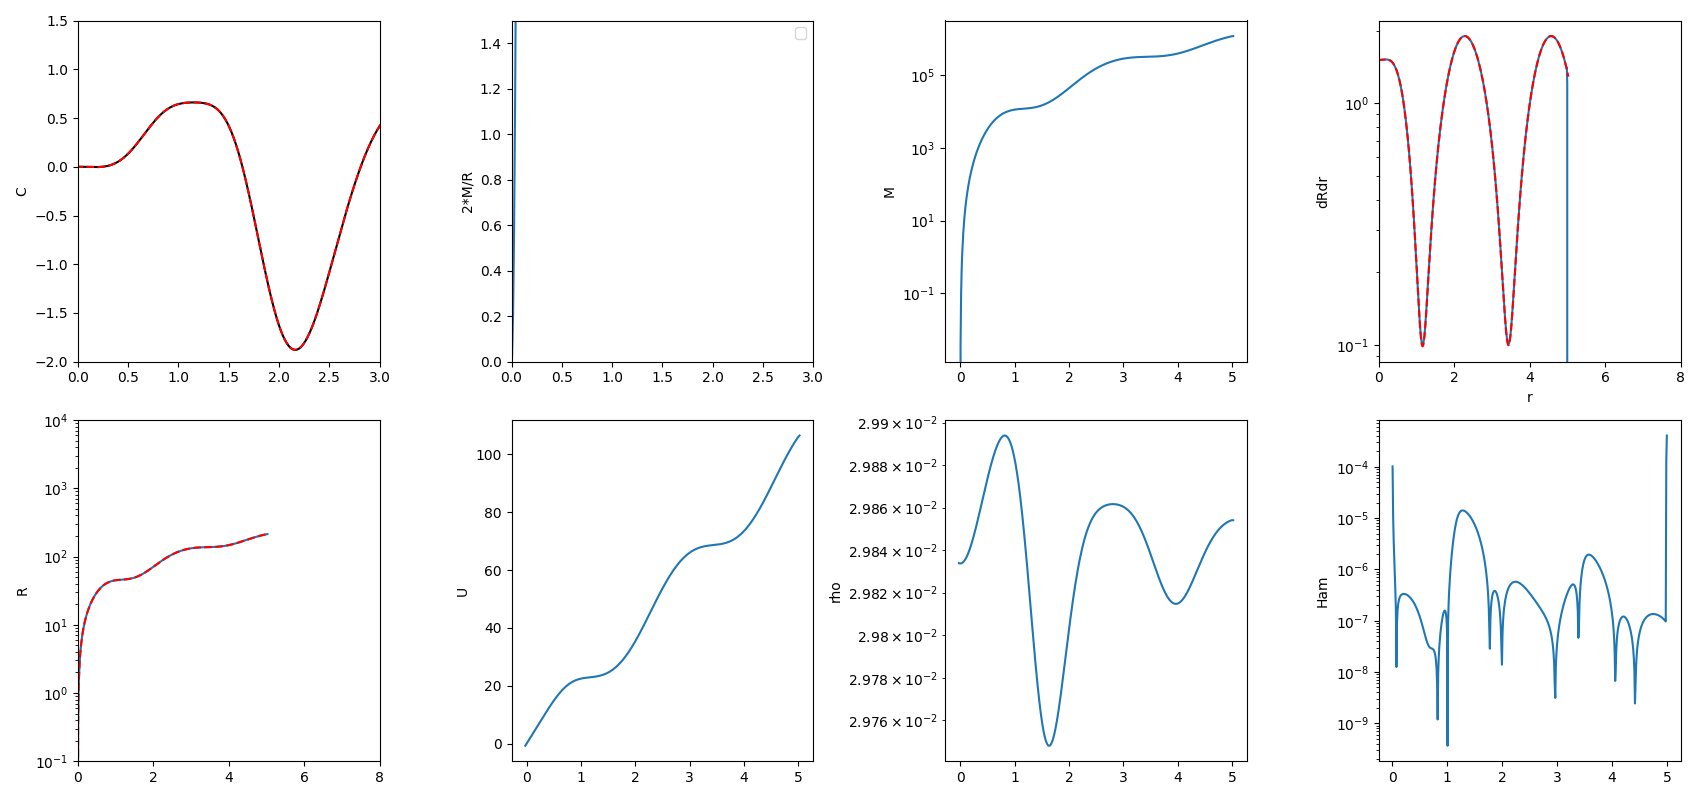 C
1.5
1.0
0.5
0.0
−0.5
−1.0
−1.5
−2.0
0.0 0.5 1.0 1.5 2.0 2.5 3.0
2*M/R
1.4
1.2
1.0
0.8
0.6
0.4
0.2
0.0
0.0 0.5 1.0 1.5 2.0 2.5 3.0
M
10^5
10^3
10^1
10^−1
0 1 2 3 4 5
dRdr
10^0
10^−1
0 2 4 6 8
r
R
10^4
10^3
10^2
10^1
10^0
10^−1
0 2 4 6 8
U
100
80
60
40
20
0
0 1 2 3 4 5
rho
2.99 × 10^−2
2.988 × 10^−2
2.986 × 10^−2
2.984 × 10^−2
2.982 × 10^−2
2.98 × 10^−2
2.978 × 10^−2
2.976 × 10^−2
0 1 2 3 4 5
Ham
10^−4
10^−5
10^−6
10^−7
10^−8
10^−9
0 1 2 3 4 5